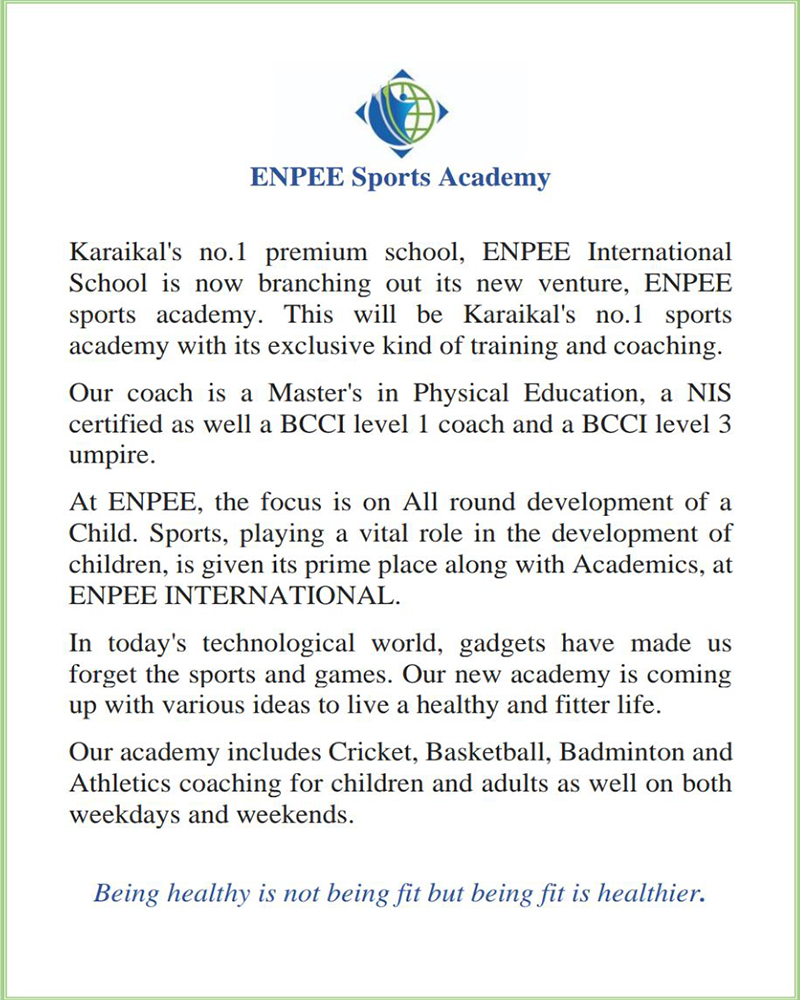 ENPEE Sports Academy
Karaikal's no.1 premium school, ENPEE International
School is now branching out its new venture, ENPEE
sports academy. This will be Karaikal's no.1 sports
academy with its exclusive kind of training and coaching.
Our coach is a Master's in Physical Education, a NIS
certified as well a BCCI level 1 coach and a BCCI level 3
umpire.
At ENPEE, the focus is on All round development of a
Child. Sports, playing a vital role in the development of
children, is given its prime place along with Academics, at
ENPEE INTERNATIONAL.
In today's technological world, gadgets have made us
forget the sports and games. Our new academy is coming
up with various ideas to live a healthy and fitter life.
Our academy includes Cricket, Basketball, Badminton and
Athletics coaching for children and adults as well on both
weekdays and weekends.
Being healthy is not being fit but being fit is healthier.